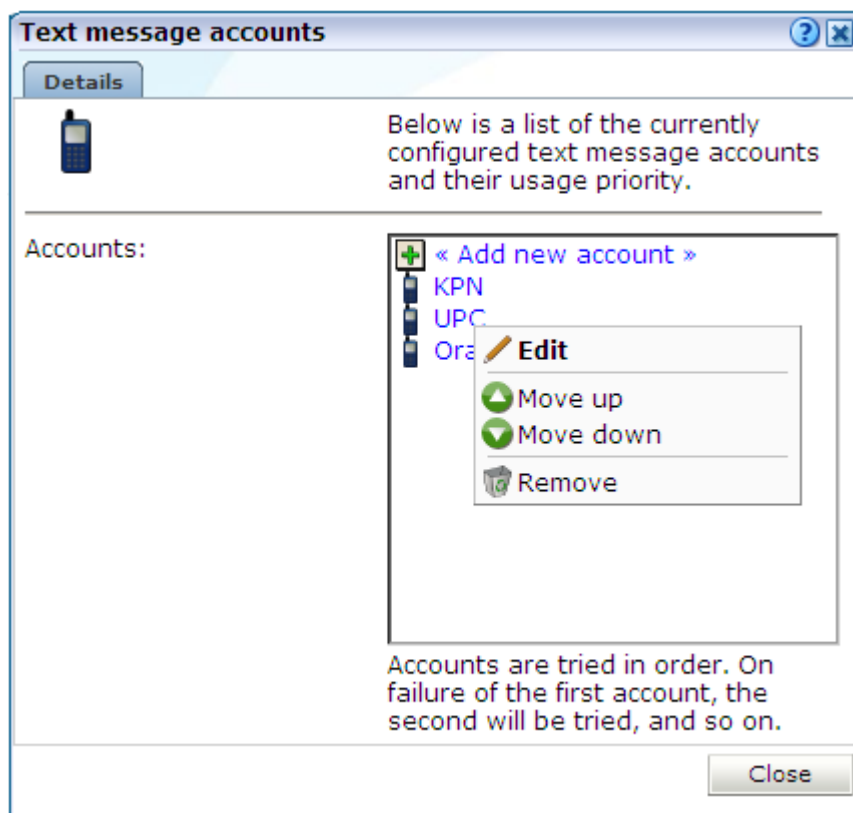 Text message accounts
Details
Below is a list of the currently
configured text message accounts
and their usage priority.
Accounts:
« Add new account »
KPN
UPC
Ora
Edit
Move up
Move down
Remove
Accounts are tried in order. On
failure of the first account, the
second will be tried, and so on.
Close